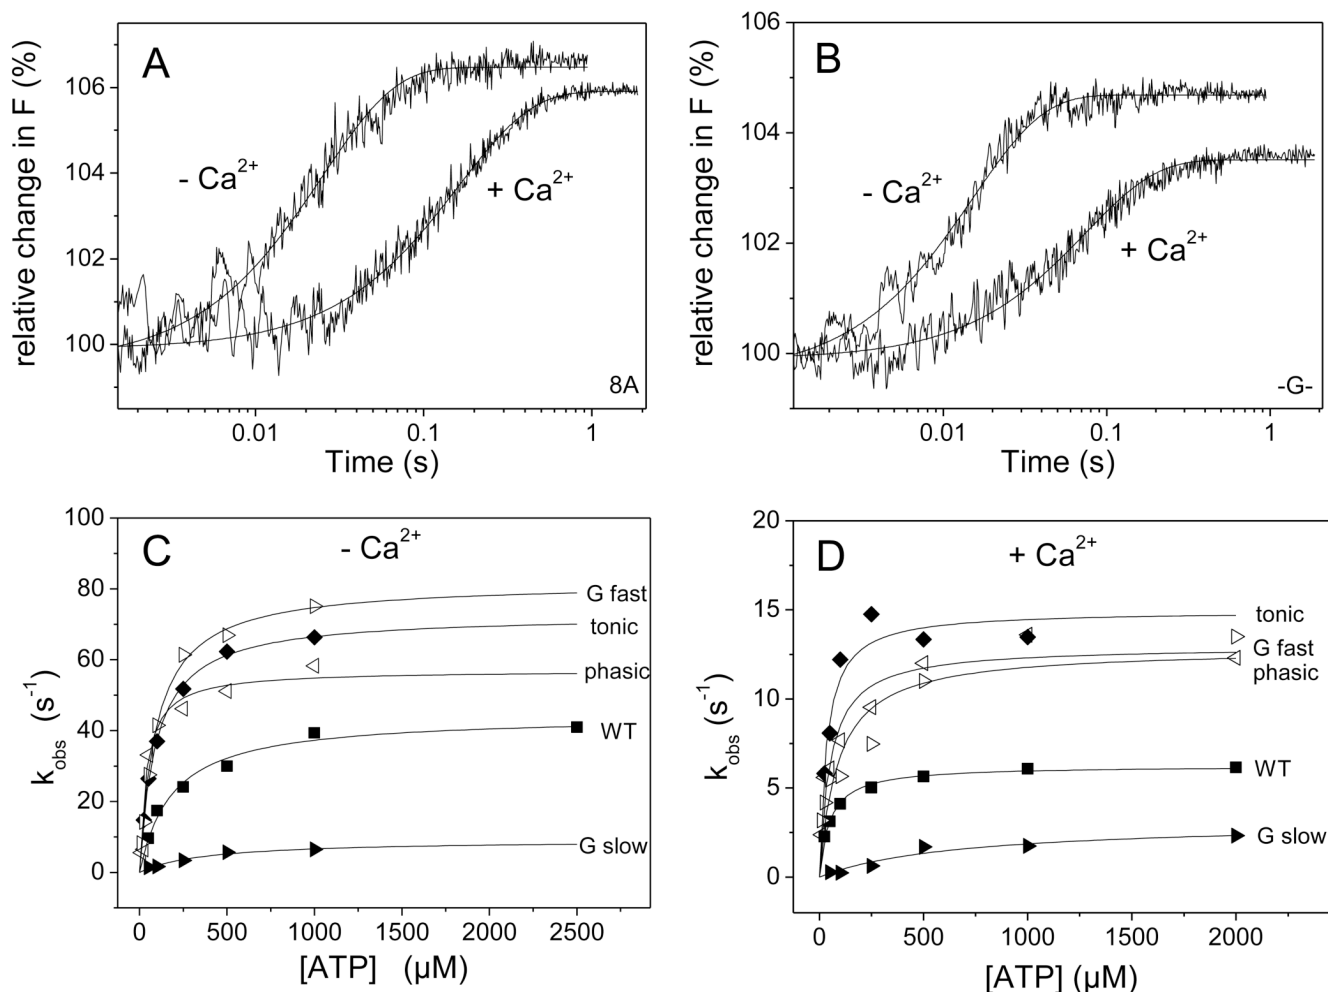 A
relative change in F (%)
106
104
102
100
- Ca²⁺
+ Ca²⁺
8A
0.01
0.1
1
Time (s)
B
relative change in F (%)
106
104
102
100
- Ca²⁺
+ Ca²⁺
-G-
0.01
0.1
1
Time (s)
C
- Ca²⁺
k_obs (s⁻¹)
100
80
60
40
20
0
G fast
tonic
phasic
WT
G slow
0
500
1000
1500
2000
2500
[ATP] (µM)
D
+ Ca²⁺
k_obs (s⁻¹)
20
15
10
5
0
tonic
G fast
phasic
WT
G slow
0
500
1000
1500
2000
[ATP] (µM)